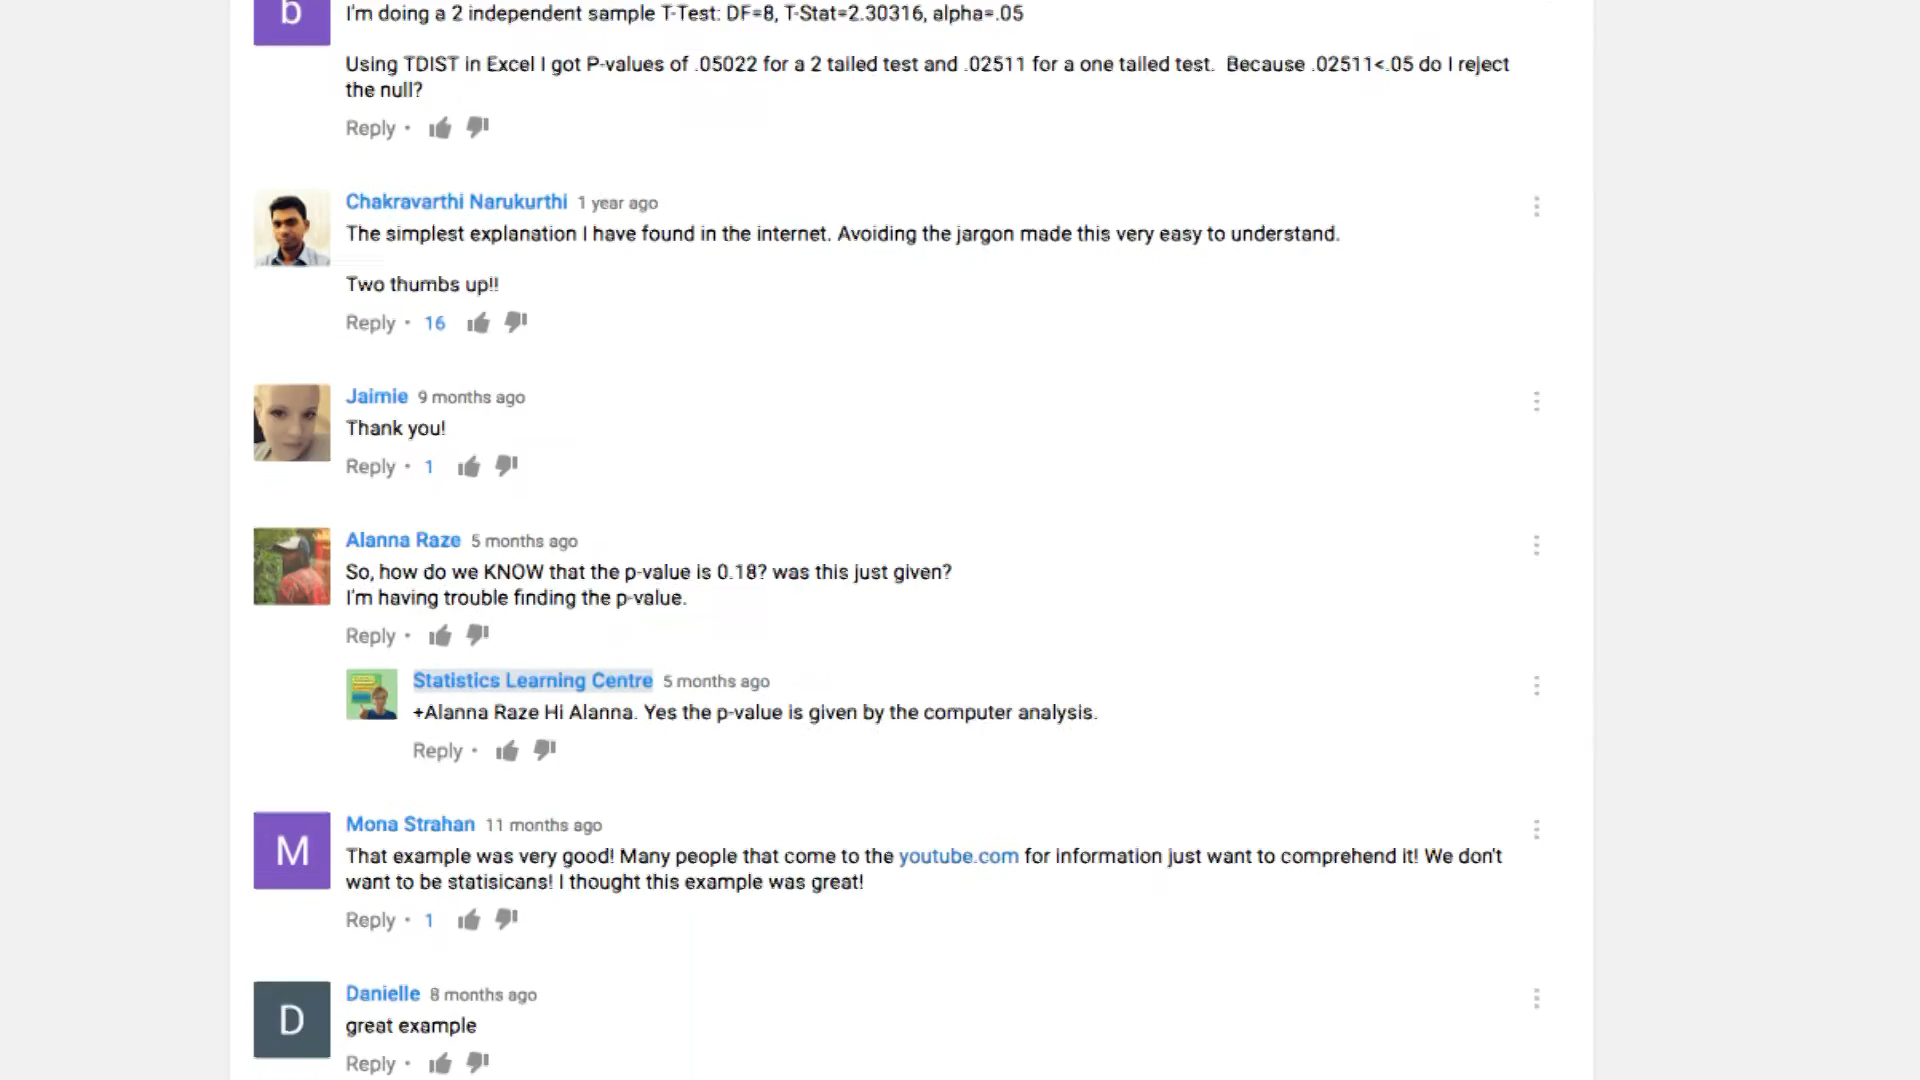 b
I'm doing a 2 independent sample T-Test: DF=8, T-Stat=2.30316, alpha=.05
Using TDIST in Excel I got P-values of .05022 for a 2 tailed test and .02511 for a one tailed test.  Because .02511<.05 do I reject
the null?
Reply •
Chakravarthi Narukurthi 1 year ago
The simplest explanation I have found in the internet. Avoiding the jargon made this very easy to understand.
Two thumbs up!!
Reply • 16
Jaimie 9 months ago
Thank you!
Reply • 1
Alanna Raze 5 months ago
So, how do we KNOW that the p-value is 0.18? was this just given?
I'm having trouble finding the p-value.
Reply •
Statistics Learning Centre 5 months ago
+Alanna Raze Hi Alanna. Yes the p-value is given by the computer analysis.
Reply •
M
Mona Strahan 11 months ago
That example was very good! Many people that come to the youtube.com for information just want to comprehend it! We don't
want to be statisicans! I thought this example was great!
Reply • 1
D
Danielle 8 months ago
great example
Reply •